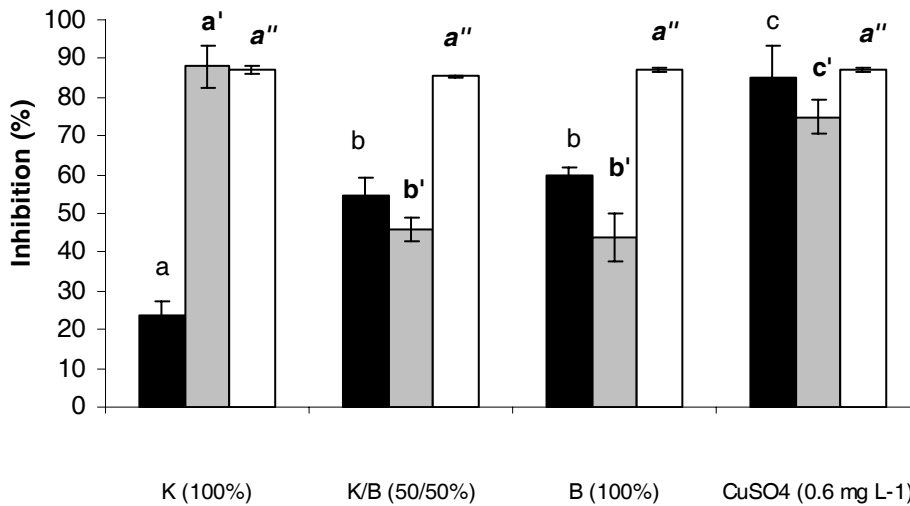 Inhibition (%)
100
90
80
70
60
50
40
30
20
10
0
a
a'
a''
b
b'
a''
b
b'
a''
c
c'
a''
K (100%)
K/B (50/50%)
B (100%)
CuSO4 (0.6 mg L-1)